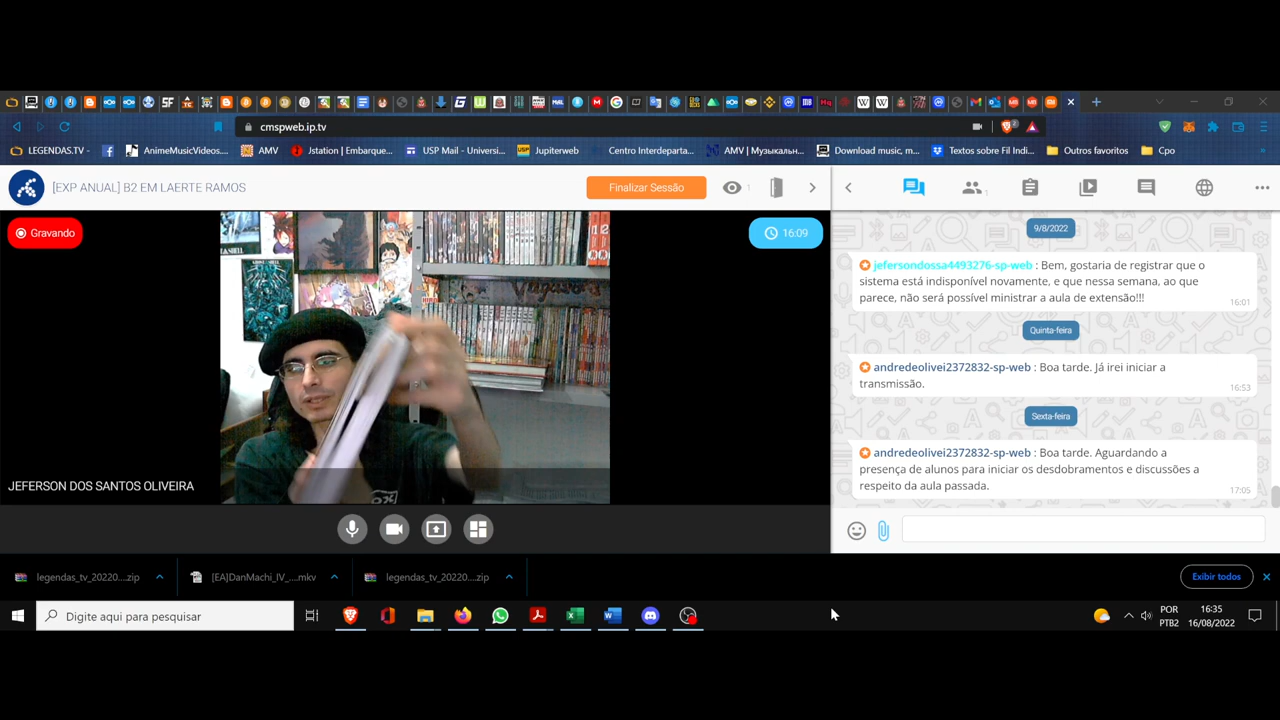 cmspweb.ip.tv
2
LEGENDAS.TV -
AnimeMusicVideos....
AMV
Jstation | Embarque...
USP Mail - Universi...
Jupiterweb
Centro Interdeparta...
AMV | Музыкальн...
Download music, m...
Textos sobre Fil Indi...
Outros favoritos
Cpo
[EXP ANUAL] B2 EM LAERTE RAMOS
Finalizar Sessão
1
1
Gravando
16:09
JEFERSON DOS SANTOS OLIVEIRA
9/8/2022
jefersondossa4493276-sp-web : Bem, gostaria de registrar que o
sistema está indisponível novamente, e que nessa semana, ao que
parece, não será possível ministrar a aula de extensão!!!
16:01
Quinta-feira
andredeolivei2372832-sp-web : Boa tarde. Já irei iniciar a
transmissão.
16:53
Sexta-feira
andredeolivei2372832-sp-web : Boa tarde. Aguardando a
presença de alunos para iniciar os desdobramentos e discussões a
respeito da aula passada.
17:05
legendas_tv_20220....zip
[EA]DanMachi_IV_....mkv
legendas_tv_20220....zip
Exibir todos
Digite aqui para pesquisar
POR
PTB2
16:35
16/08/2022